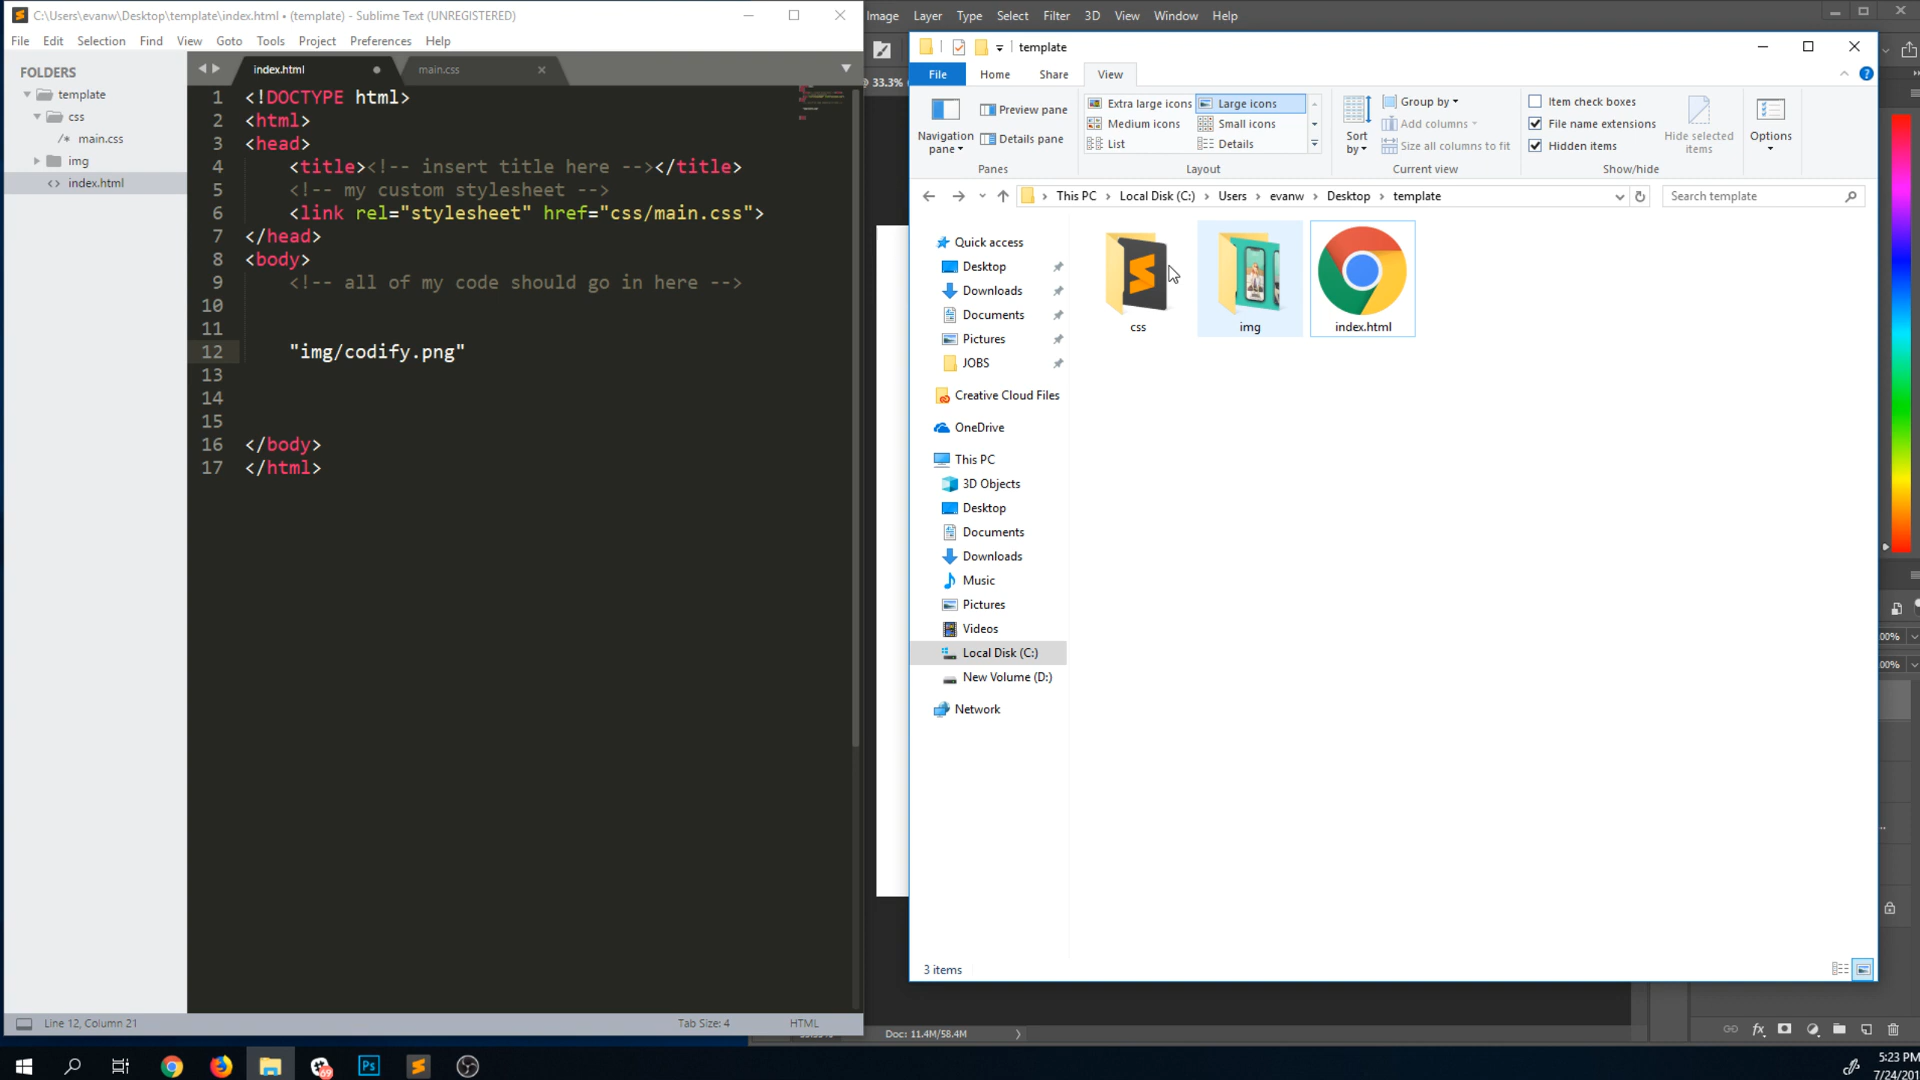 C:\Users\evanw\Desktop\template\index.html • (template) - Sublime Text (UNREGISTERED)
File Edit Selection Find View Goto Tools Project Preferences Help
FOLDERS
template
css
/* main.css
img
<> index.html
index.html
main.css
1 <!DOCTYPE html>
2 <html>
3 <head>
4 <title><!-- insert title here --></title>
5 <!-- my custom stylesheet -->
6 <link rel="stylesheet" href="css/main.css">
7 </head>
8 <body>
9 <!-- all of my code should go in here -->
10
11
12 "img/codify.png"
13
14
15
16 </body>
17 </html>
Line 12, Column 21
Tab Size: 4
HTML
Image Layer Type Select Filter 3D View Window Help
@ 33.3%
template
File Home Share View
Navigation pane
Preview pane
Details pane
Panes
Extra large icons
Large icons
Medium icons
Small icons
List
Details
Layout
Sort by
Group by
Add columns
Size all columns to fit
Current view
Item check boxes
File name extensions
Hidden items
Hide selected items
Show/hide
Options
This PC > Local Disk (C:) > Users > evanw > Desktop > template
Search template
Quick access
Desktop
Downloads
Documents
Pictures
JOBS
Creative Cloud Files
OneDrive
This PC
3D Objects
Desktop
Documents
Downloads
Music
Pictures
Videos
Local Disk (C:)
New Volume (D:)
Network
css
img
index.html
3 items
Doc: 11.4M/58.4M
fx
Ps
69
5:23 PM